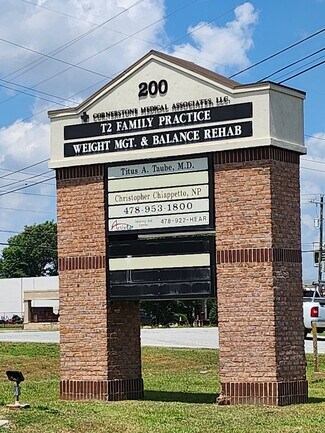 200
CORNERSTONE MEDICAL ASSOCIATES, LLC.
T2 FAMILY PRACTICE
WEIGHT MGT. & BALANCE REHAB
Titus A. Taube, M.D.
Christopher Chiappetto, NP
478-953-1800
478-922-HEAR